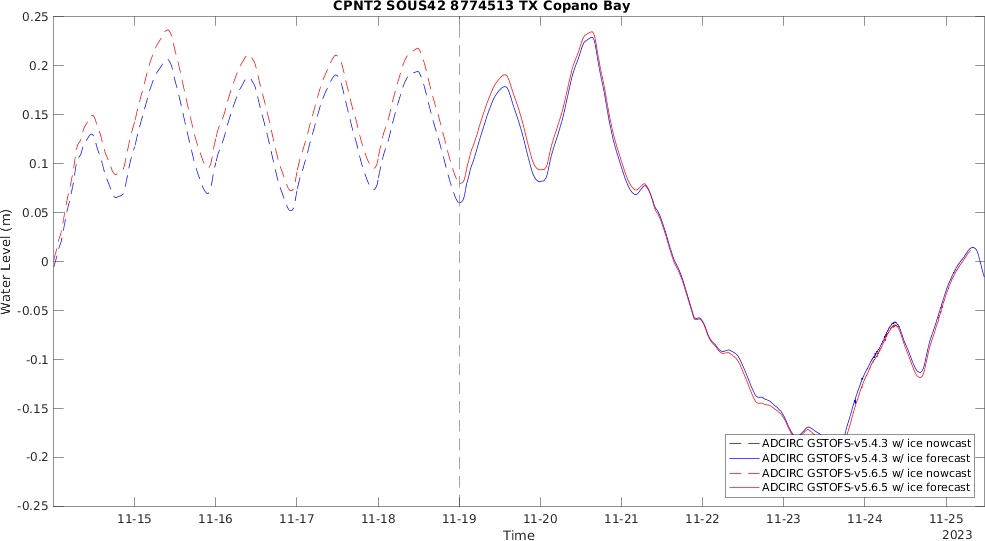 CPNT2 SOUS42 8774513 TX Copano Bay
0.25
0.2
0.15
0.1
0.05
0
-0.05
-0.1
-0.15
-0.2
-0.25
Water Level (m)
ADCIRC GSTOFS-v5.4.3 w/ ice nowcast
ADCIRC GSTOFS-v5.4.3 w/ ice forecast
ADCIRC GSTOFS-v5.6.5 w/ ice nowcast
ADCIRC GSTOFS-v5.6.5 w/ ice forecast
11-15 11-16 11-17 11-18 11-19 11-20 11-21 11-22 11-23 11-24 11-25
Time
2023